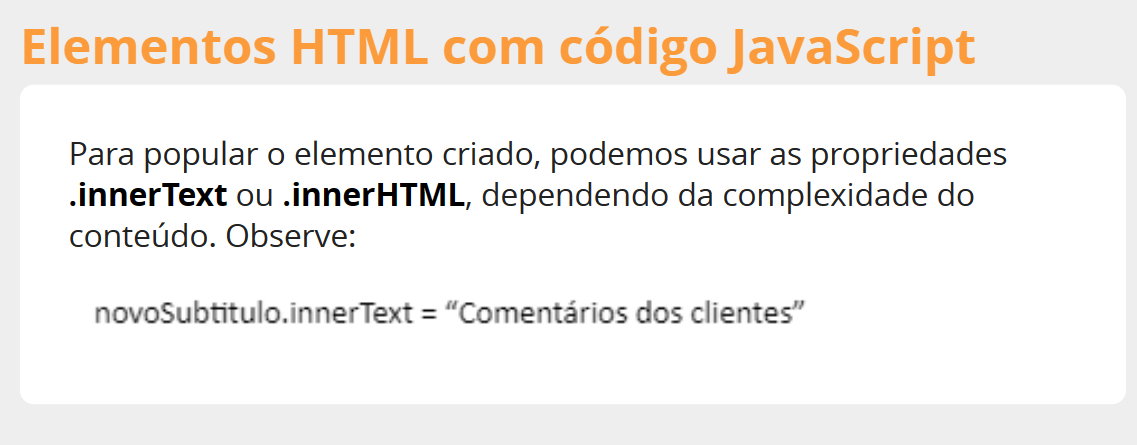 Elementos HTML com código JavaScript
Para popular o elemento criado, podemos usar as propriedades
.innerText ou .innerHTML, dependendo da complexidade do
conteúdo. Observe:
novoSubtitulo.innerText = “Comentários dos clientes”